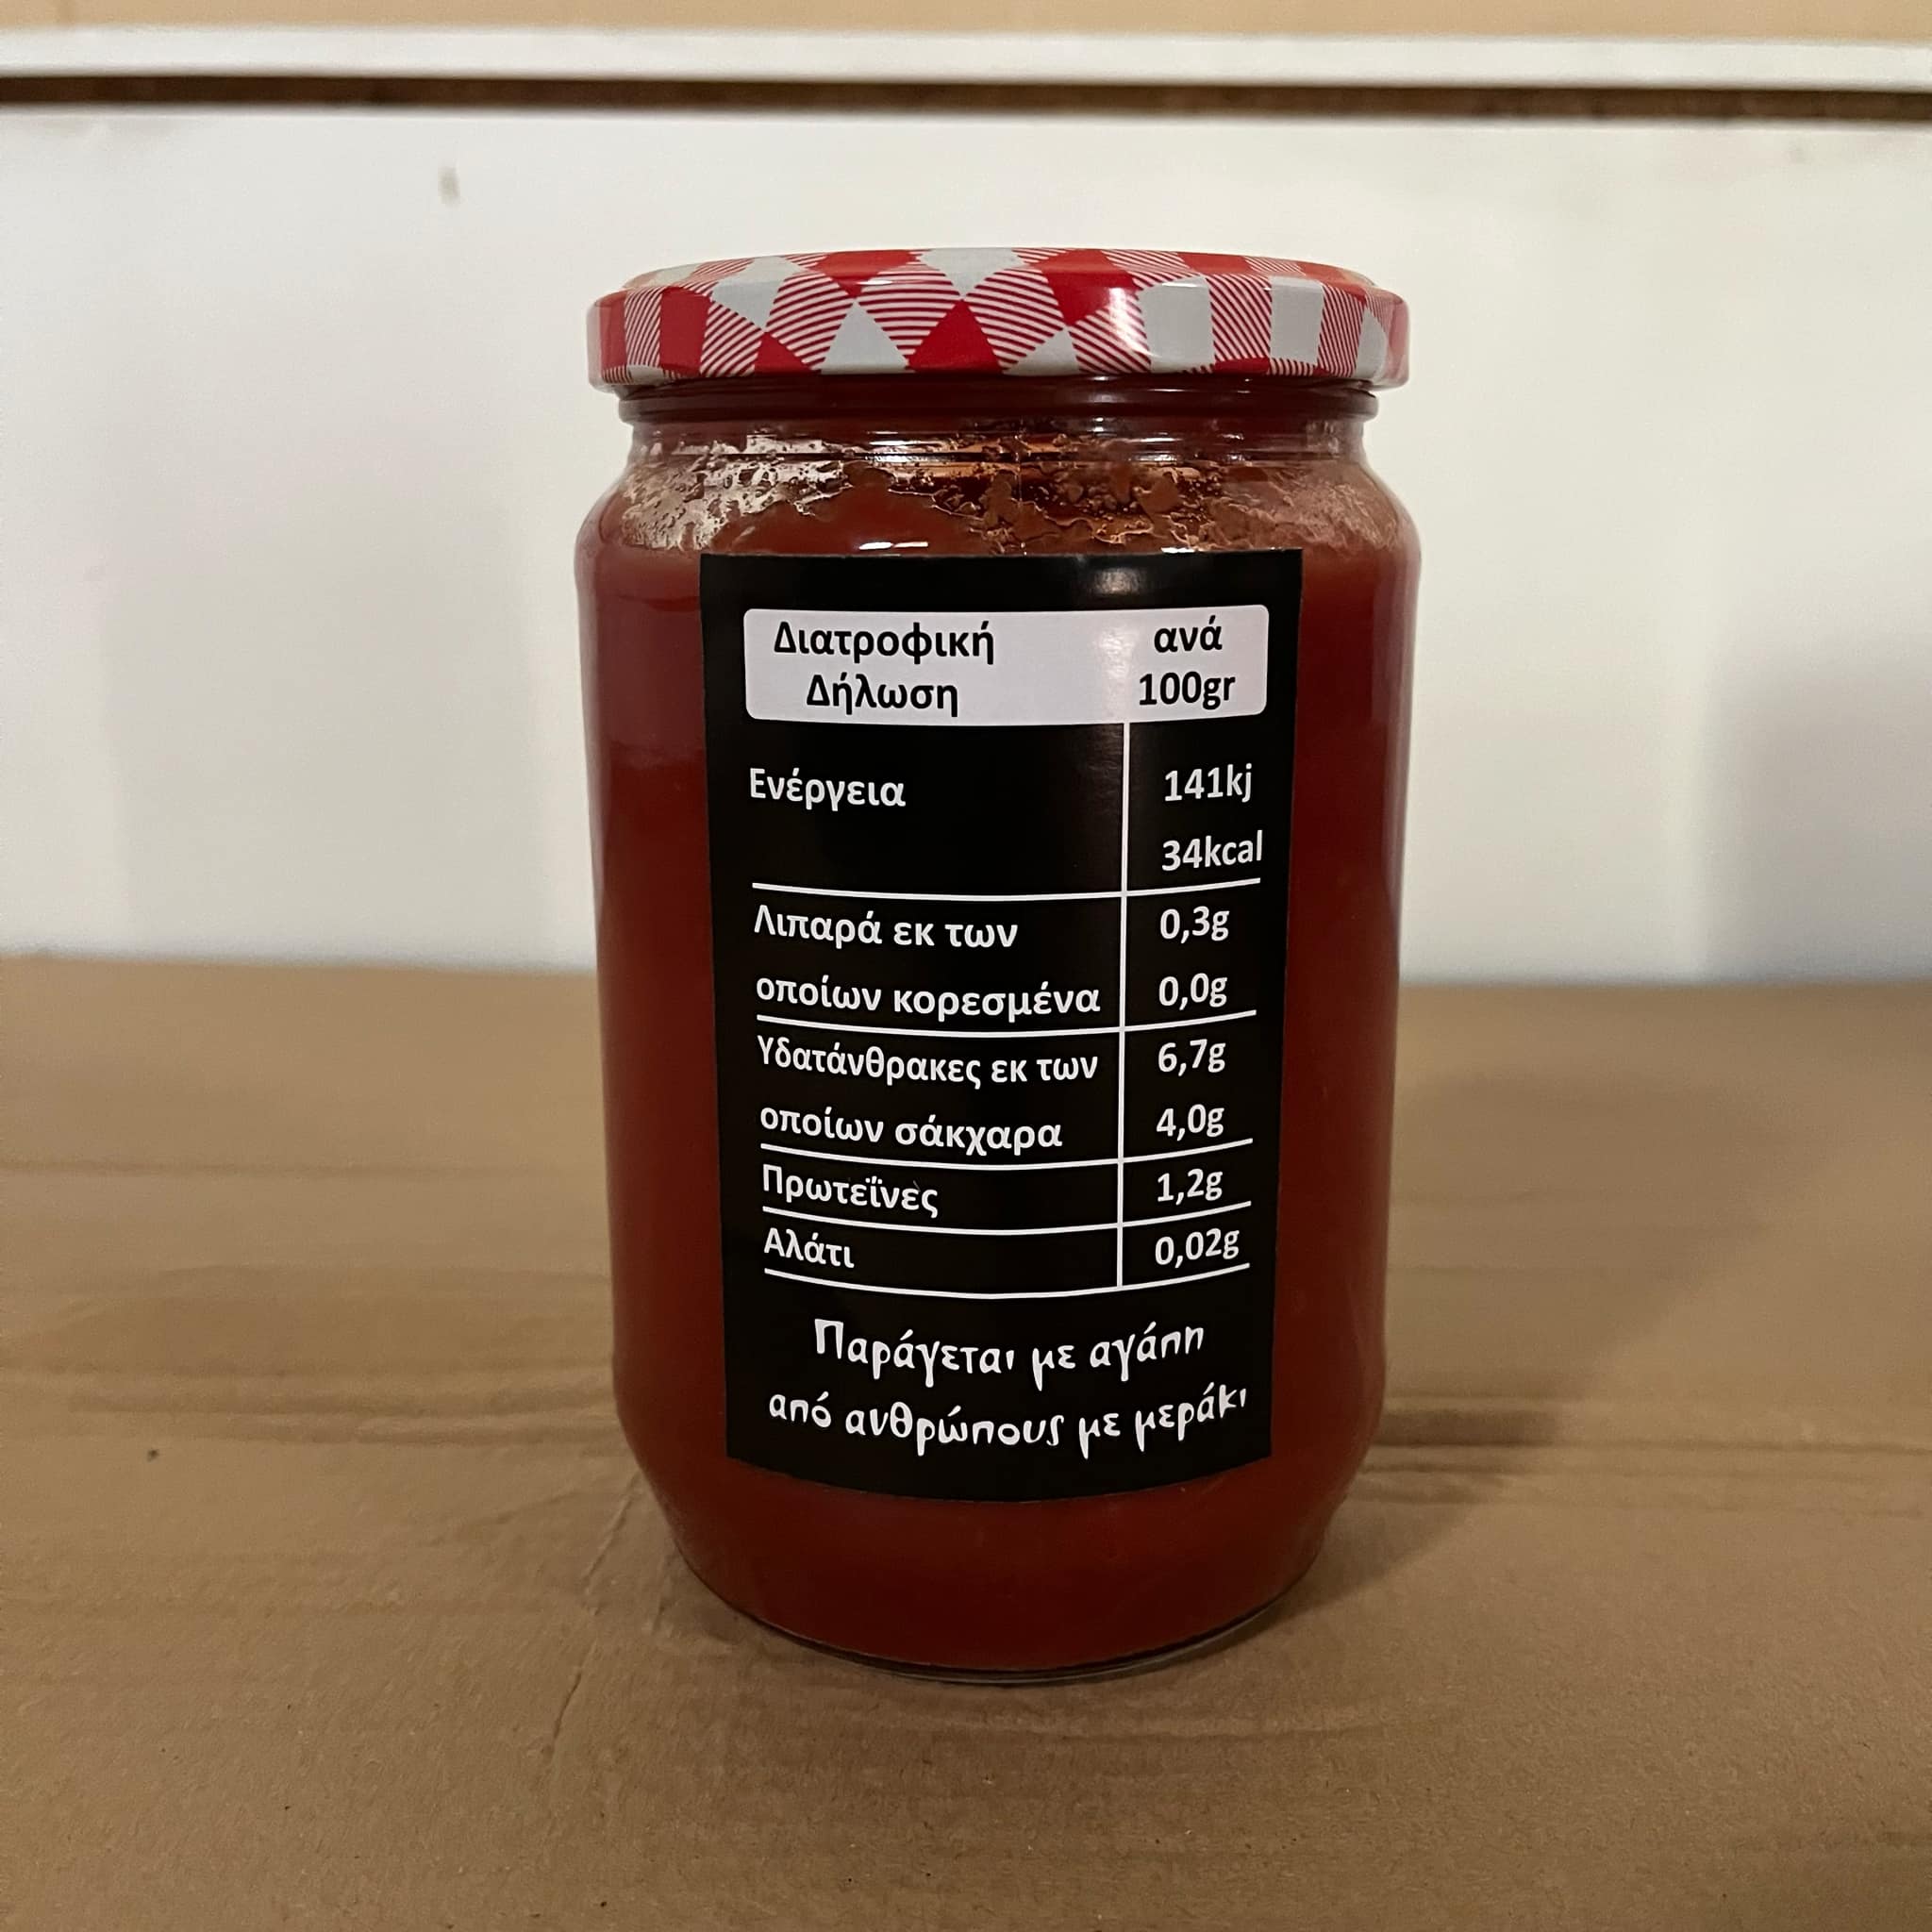 Διατροφική ανά
Δήλωση 100gr
Ενέργεια 141kj
34kcal
Λιπαρά εκ των 0,3g
οποίων κορεσμένα 0,0g
Υδατάνθρακες εκ των 6,7g
οποίων σάκχαρα 4,0g
Πρωτεΐνες 1,2g
Αλάτι 0,02g
Παράγεται με αγάπη
από ανθρώπους με μεράκι